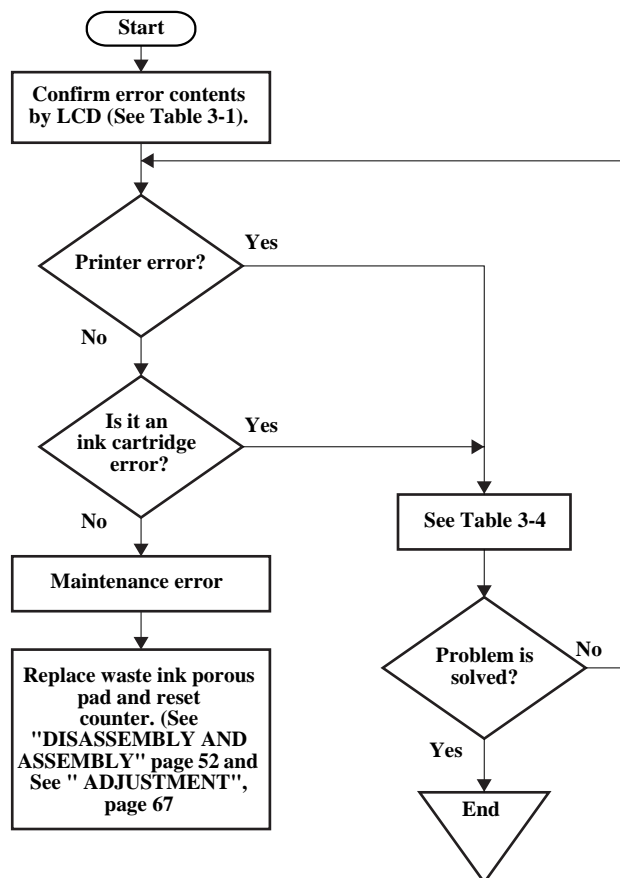 Start
Confirm error contents
by LCD (See Table 3-1).
Printer error?
Yes
No
Is it an
ink cartridge
error?
Yes
No
See Table 3-4
Maintenance error
Problem is
solved?
No
Yes
Replace waste ink porous
pad and reset
counter. (See
"DISASSEMBLY AND
ASSEMBLY" page 52 and
See " ADJUSTMENT",
page 67
End